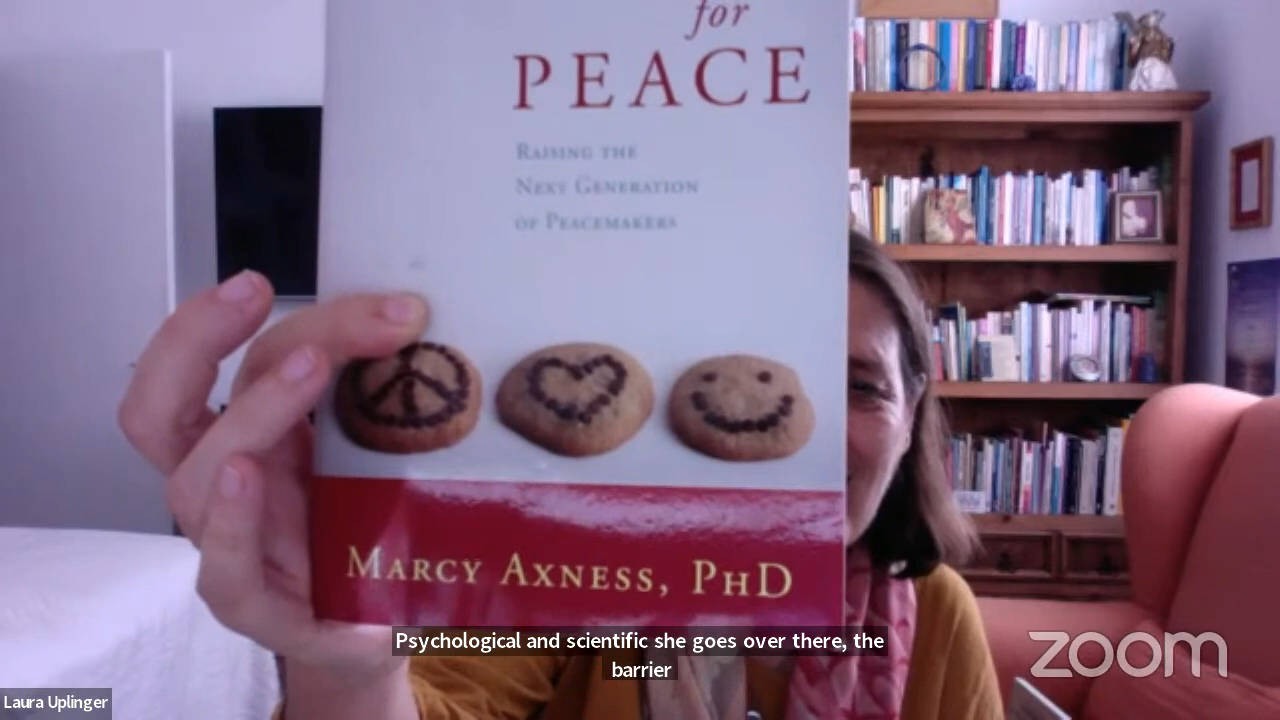 for
PEACE
RAISING THE
NEXT GENERATION
OF PEACEMAKERS
MARCY AXNESS, PHD
Psychological and scientific she goes over there, the
barrier
zoom
Laura Uplinger